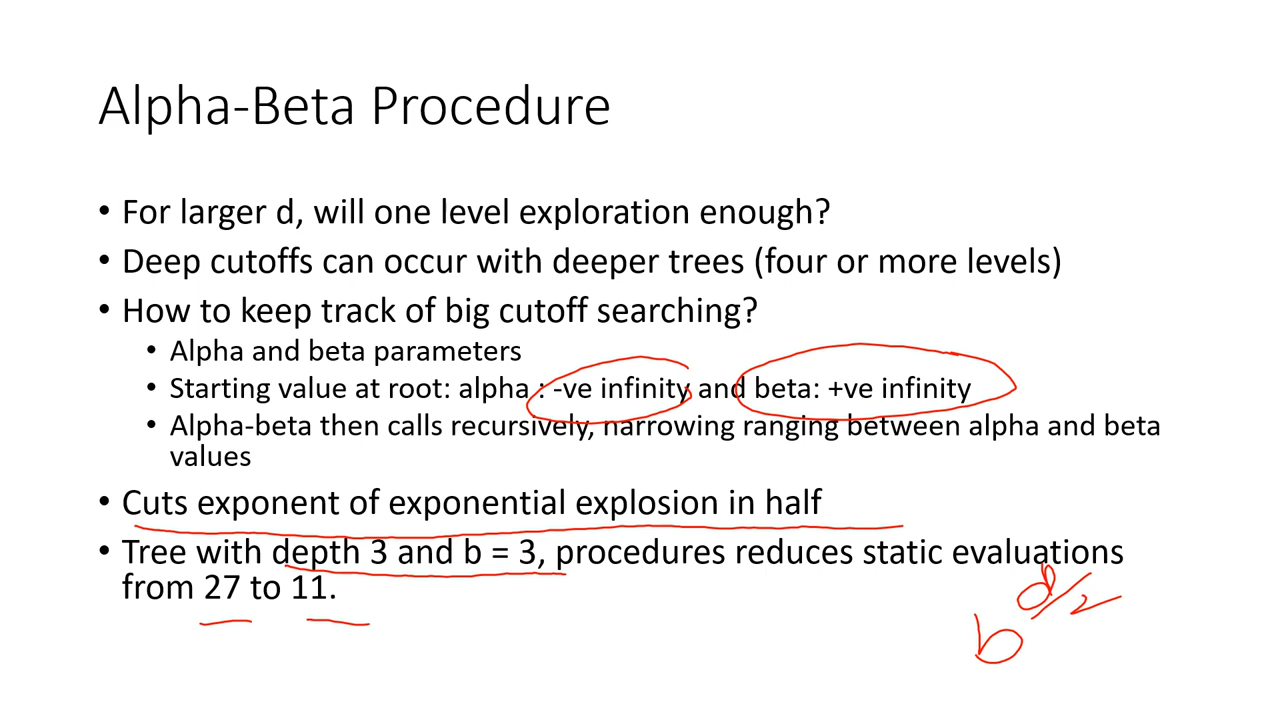 Alpha-Beta Procedure
• For larger d, will one level exploration enough?
• Deep cutoffs can occur with deeper trees (four or more levels)
• How to keep track of big cutoff searching?
• Alpha and beta parameters
• Starting value at root: alpha : -ve infinity and beta: +ve infinity
• Alpha-beta then calls recursively, narrowing ranging between alpha and beta
values
• Cuts exponent of exponential explosion in half
• Tree with depth 3 and b = 3, procedures reduces static evaluations
from 27 to 11.
b d/2